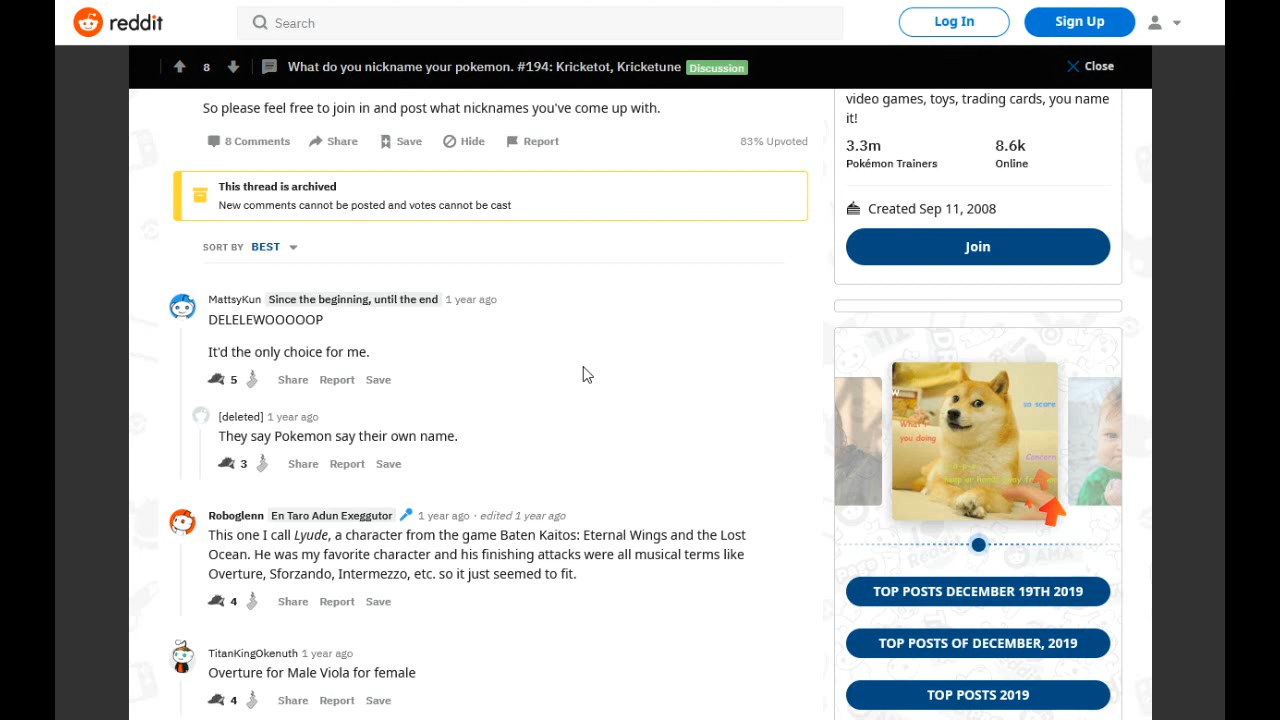 reddit
Search
Log In
Sign Up
8
What do you nickname your pokemon. #194: Kricketot, Kricketune
Discussion
Close
So please feel free to join in and post what nicknames you've come up with.
8 Comments
Share
Save
Hide
Report
83% Upvoted
This thread is archived
New comments cannot be posted and votes cannot be cast
SORT BY BEST
MattsyKun Since the beginning, until the end 1 year ago
DELELEWOOOOOP
It'd the only choice for me.
5 Share Report Save
[deleted] 1 year ago
They say Pokemon say their own name.
3 Share Report Save
Roboglenn En Taro Adun Exeggutor 1 year ago · edited 1 year ago
This one I call Lyude, a character from the game Baten Kaitos: Eternal Wings and the Lost
Ocean. He was my favorite character and his finishing attacks were all musical terms like
Overture, Sforzando, Intermezzo, etc. so it just seemed to fit.
4 Share Report Save
TitanKingOkenuth 1 year ago
Overture for Male Viola for female
4 Share Report Save
video games, toys, trading cards, you name
it!
3.3m
8.6k
Pokémon Trainers
Online
Created Sep 11, 2008
Join
so score
What
you doing
Concern
TOP POSTS DECEMBER 19TH 2019
TOP POSTS OF DECEMBER, 2019
TOP POSTS 2019